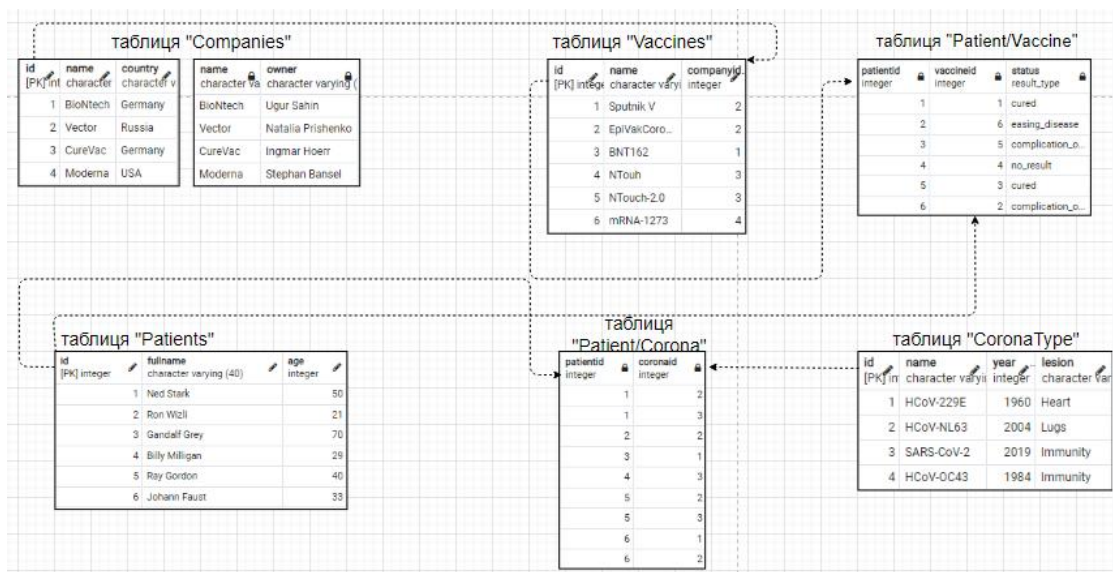 таблиця "Companies"
id name country
[PK] int character character v
1 BioNtech Germany
2 Vector Russia
3 CureVac Germany
4 Moderna USA
name owner
character va character varying (
BioNtech Ugur Sahin
Vector Natalia Prishenko
CureVac Ingmar Hoerr
Moderna Stephan Bansel
таблиця "Vaccines"
id name companyid
[PK] intege character varyi integer
1 Sputnik V 2
2 EpiVakCoro... 2
3 BNT162 1
4 NTouh 3
5 NTouch-2.0 3
6 mRNA-1273 4
таблиця "Patient/Vaccine"
patientid vaccineid status
integer integer result_type
1 1 cured
2 6 easing_disease
3 5 complication_o...
4 4 no_result
5 3 cured
6 2 complication_o...
таблиця "Patients"
id fullname age
[PK] integer character varying (40) integer
1 Ned Stark 50
2 Ron Wizli 21
3 Gandalf Grey 70
4 Billy Milligan 29
5 Ray Gordon 40
6 Johann Faust 33
таблиця
"Patient/Corona"
patientid coronaid
integer integer
1 2
1 3
2 2
3 1
4 3
5 2
5 3
6 1
6 2
таблиця "CoronaType"
id name year... lesion
[PK] in character varyi integer character var
1 HCoV-229E 1960 Heart
2 HCoV-NL63 2004 Lugs
3 SARS-CoV-2 2019 Immunity
4 HCoV-OC43 1984 Immunity